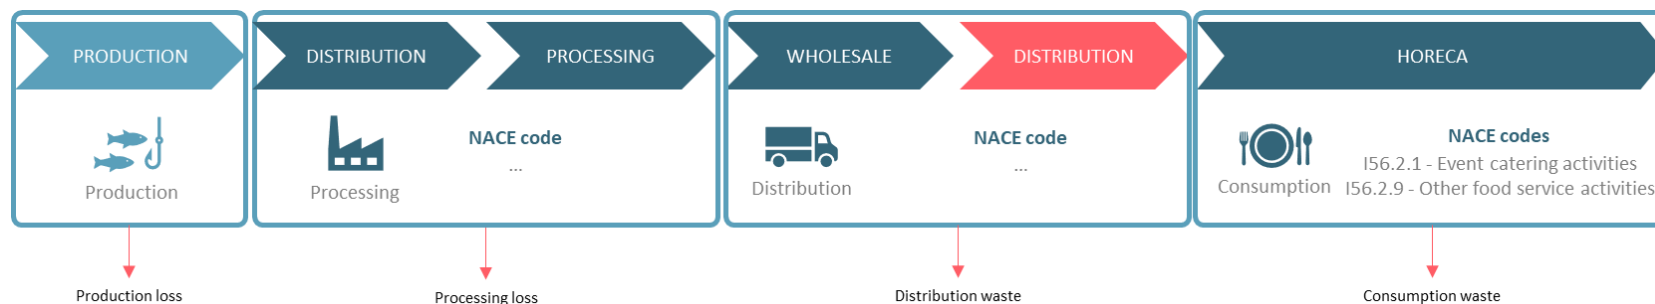 PRODUCTION
DISTRIBUTION
PROCESSING
WHOLESALE
DISTRIBUTION
HORECA
Production
Processing
NACE code
...
Distribution
NACE code
...
Consumption
NACE codes
I56.2.1 - Event catering activities
I56.2.9 - Other food service activities
Production loss
Processing loss
Distribution waste
Consumption waste